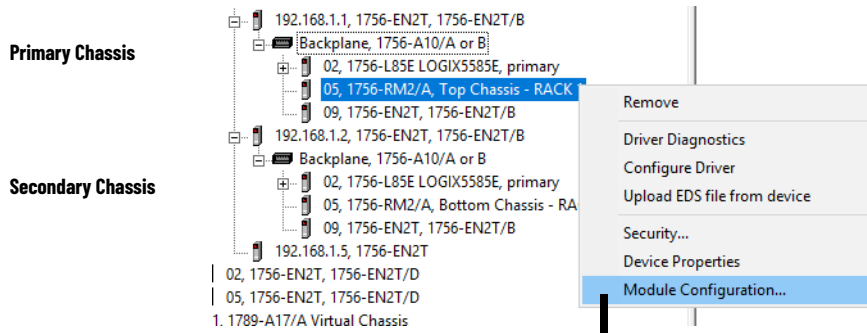 192.168.1.1, 1756-EN2T, 1756-EN2T/B
Primary Chassis
Backplane, 1756-A10/A or B
02, 1756-L85E LOGIX5585E, primary
05, 1756-RM2/A, Top Chassis - RACK
09, 1756-EN2T, 1756-EN2T/B
192.168.1.2, 1756-EN2T, 1756-EN2T/B
Backplane, 1756-A10/A or B
Secondary Chassis
02, 1756-L85E LOGIX5585E, primary
05, 1756-RM2/A, Bottom Chassis - RA
09, 1756-EN2T, 1756-EN2T/B
192.168.1.5, 1756-EN2T
02, 1756-EN2T, 1756-EN2T/D
05, 1756-EN2T, 1756-EN2T/D
1, 1789-A17/A Virtual Chassis
Remove
Driver Diagnostics
Configure Driver
Upload EDS file from device
Security...
Device Properties
Module Configuration...